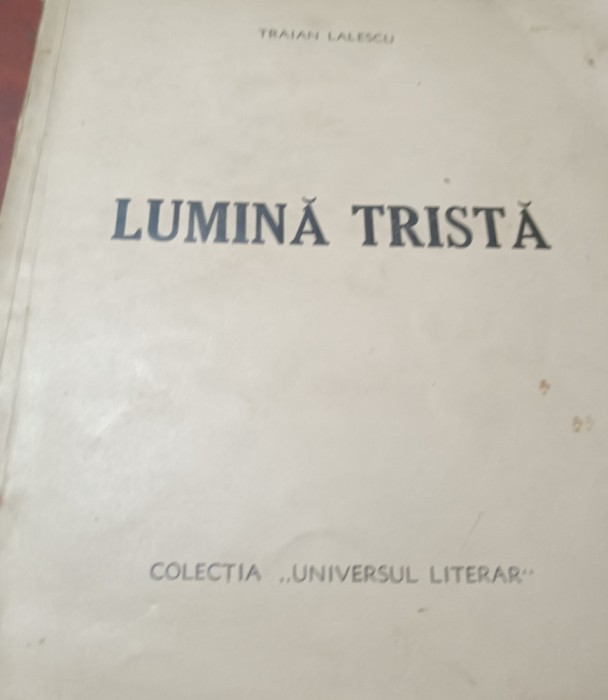 TRAIAN LALESCU
LUMINĂ TRISTĂ
COLECTIA „UNIVERSUL LITERAR“